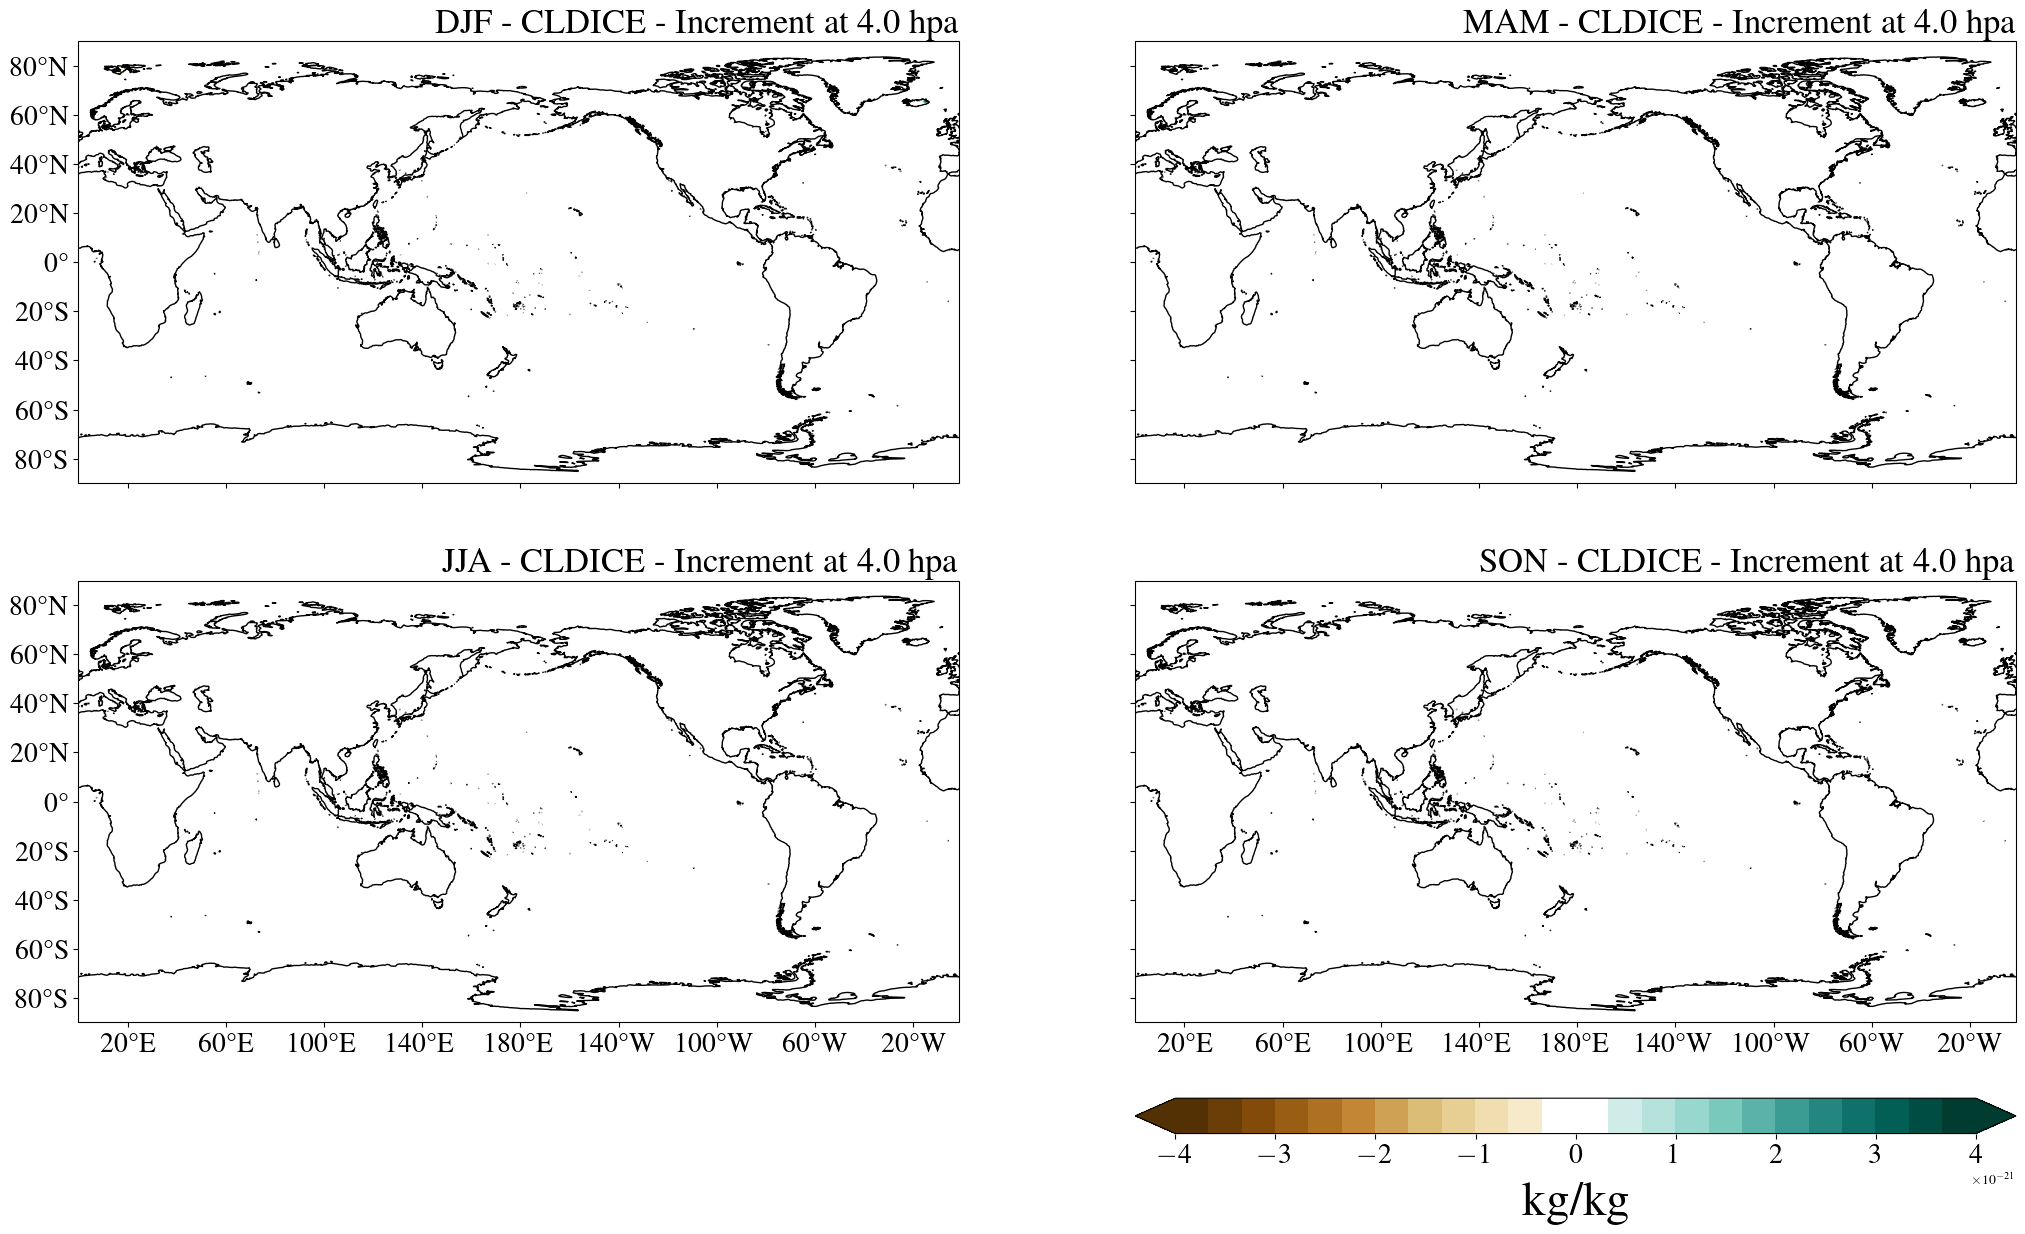 DJF - CLDICE - Increment at 4.0 hpa
MAM - CLDICE - Increment at 4.0 hpa
80°N
60°N
40°N
20°N
0°
20°S
40°S
60°S
80°S
JJA - CLDICE - Increment at 4.0 hpa
SON - CLDICE - Increment at 4.0 hpa
80°N
60°N
40°N
20°N
0°
20°S
40°S
60°S
80°S
20°E 60°E 100°E 140°E 180°E 140°W 100°W 60°W 20°W
20°E 60°E 100°E 140°E 180°E 140°W 100°W 60°W 20°W
−4 −3 −2 −1 0 1 2 3 4
×10⁻²¹
kg/kg